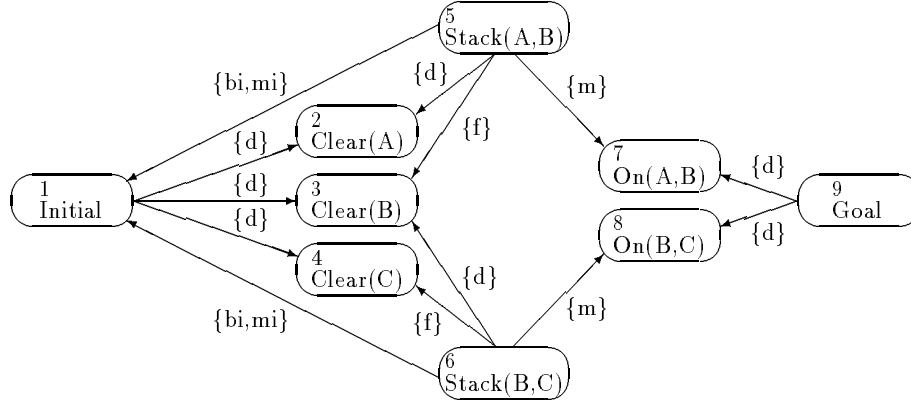 5
Stack(A,B)
{bi,mi}
{d}
{m}
{f}
2
Clear(A)
{d}
7
On(A,B)
{d}
1
Initial
{d}
3
Clear(B)
9
Goal
{d}
8
On(B,C)
{d}
4
Clear(C)
{d}
{bi,mi}
{f}
{m}
6
Stack(B,C)